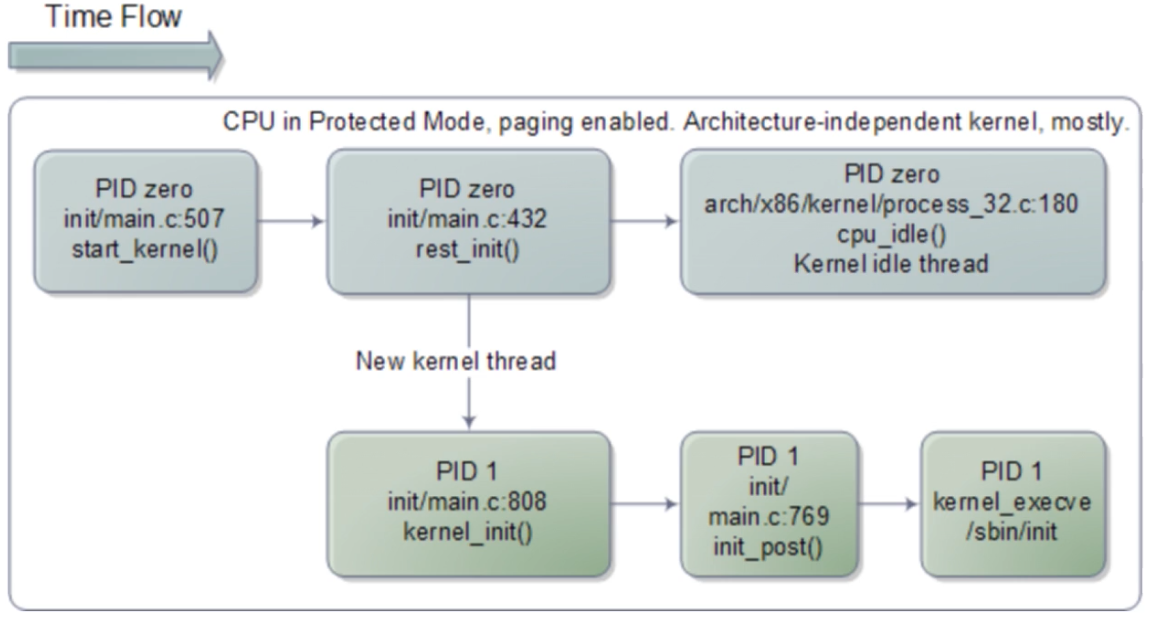 Time Flow
CPU in Protected Mode, paging enabled. Architecture-independent kernel, mostly.
PID zero
init/main.c:507
start_kernel()
PID zero
init/main.c:432
rest_init()
PID zero
arch/x86/kernel/process_32.c:180
cpu_idle()
Kernel idle thread
New kernel thread
PID 1
init/main.c:808
kernel_init()
PID 1
init/
main.c:769
init_post()
PID 1
kernel_execve
/sbin/init